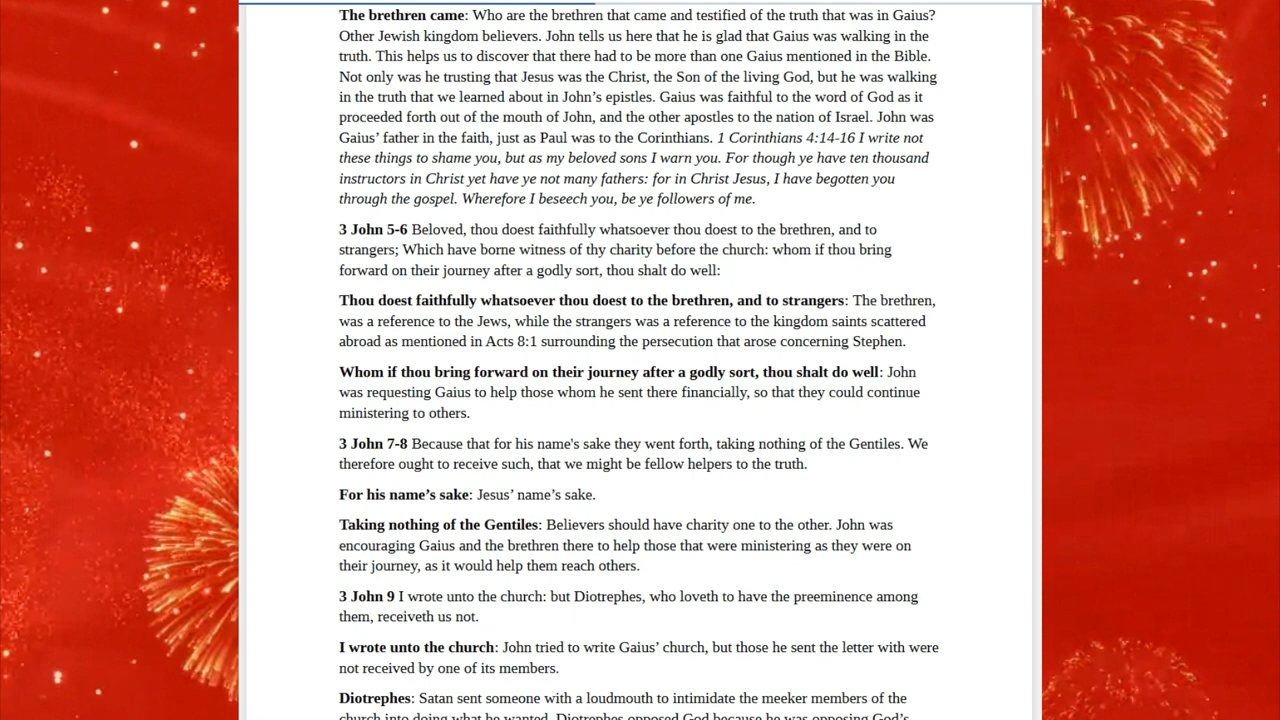 The brethren came: Who are the brethren that came and testified of the truth that was in Gaius?
Other Jewish kingdom believers. John tells us here that he is glad that Gaius was walking in the
truth. This helps us to discover that there had to be more than one Gaius mentioned in the Bible.
Not only was he trusting that Jesus was the Christ, the Son of the living God, but he was walking
in the truth that we learned about in John’s epistles. Gaius was faithful to the word of God as it
proceeded forth out of the mouth of John, and the other apostles to the nation of Israel. John was
Gaius’ father in the faith, just as Paul was to the Corinthians. 1 Corinthians 4:14-16 I write not
these things to shame you, but as my beloved sons I warn you. For though ye have ten thousand
instructors in Christ yet have ye not many fathers: for in Christ Jesus, I have begotten you
through the gospel. Wherefore I beseech you, be ye followers of me.
3 John 5-6 Beloved, thou doest faithfully whatsoever thou doest to the brethren, and to
strangers; Which have borne witness of thy charity before the church: whom if thou bring
forward on their journey after a godly sort, thou shalt do well:
Thou doest faithfully whatsoever thou doest to the brethren, and to strangers: The brethren,
was a reference to the Jews, while the strangers was a reference to the kingdom saints scattered
abroad as mentioned in Acts 8:1 surrounding the persecution that arose concerning Stephen.
Whom if thou bring forward on their journey after a godly sort, thou shalt do well: John
was requesting Gaius to help those whom he sent there financially, so that they could continue
ministering to others.
3 John 7-8 Because that for his name's sake they went forth, taking nothing of the Gentiles. We
therefore ought to receive such, that we might be fellow helpers to the truth.
For his name’s sake: Jesus’ name’s sake.
Taking nothing of the Gentiles: Believers should have charity one to the other. John was
encouraging Gaius and the brethren there to help those that were ministering as they were on
their journey, as it would help them reach others.
3 John 9 I wrote unto the church: but Diotrephes, who loveth to have the preeminence among
them, receiveth us not.
I wrote unto the church: John tried to write Gaius’ church, but those he sent the letter with were
not received by one of its members.
Diotrephes: Satan sent someone with a loudmouth to intimidate the meeker members of the
church into doing what he wanted. Diotrephes opposed God because he was opposing God’s